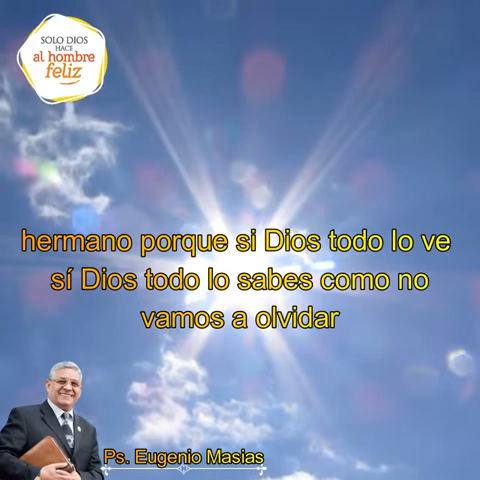 SOLO DIOS
HACE
al hombre
feliz
hermano porque si Dios todo lo ve
sí Dios todo lo sabes como no
vamos a olvidar
Ps. Eugenio Masias